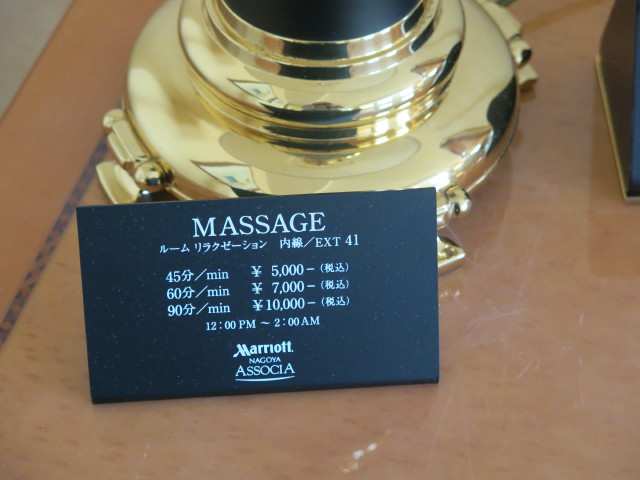 MASSAGE
ルーム リラクゼーション 内線／EXT 41
45分／min ￥ 5,000−（税込）
60分／min ￥ 7,000−（税込）
90分／min ￥10,000−（税込）
12:00 PM ～ 2:00 AM
Marriott
NAGOYA
ASSOCIA